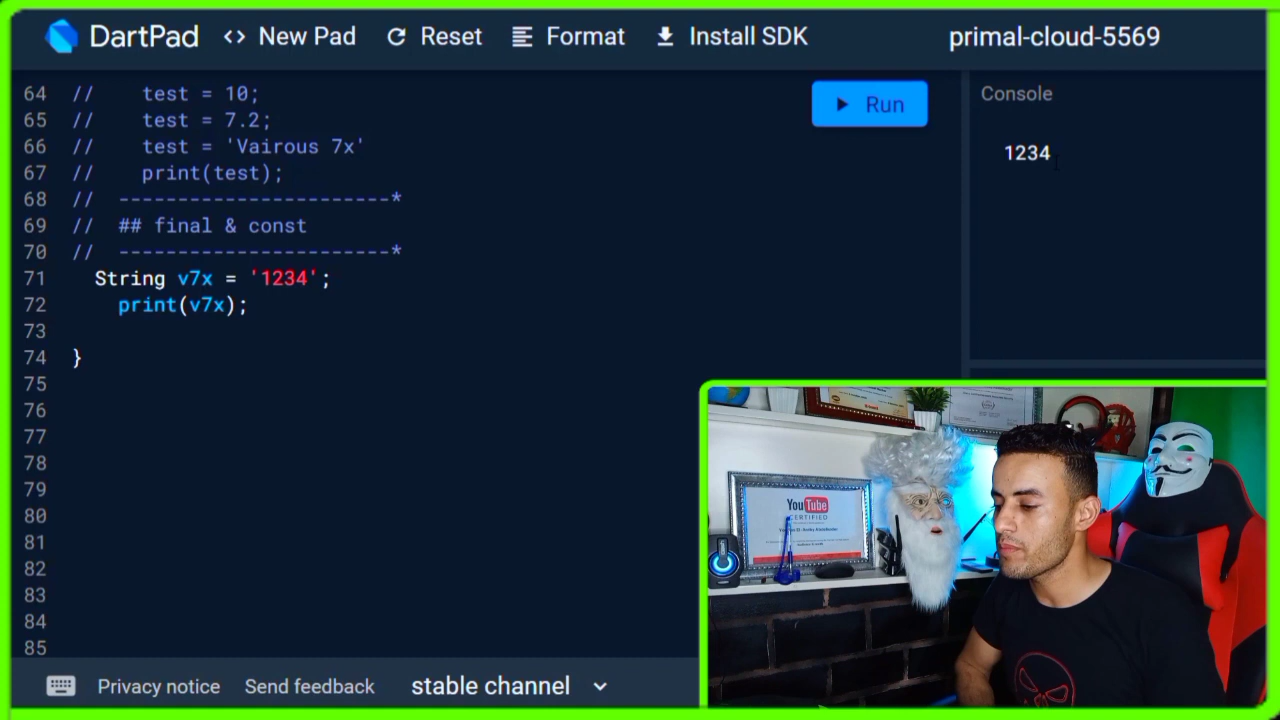 DartPad <> New Pad Reset Format Install SDK primal-cloud-5569
64 // test = 10;
65 // test = 7.2;
66 // test = 'Vairous 7x'
67 // print(test);
68 // -----------------------*
69 // ## final & const
70 // -----------------------*
71 String v7x = '1234';
72 print(v7x);
73
74 }
75
76
77
78
79
80
81
82
83
84
85
Run
Console
1234
YouTube
CERTIFIED
Privacy notice Send feedback stable channel